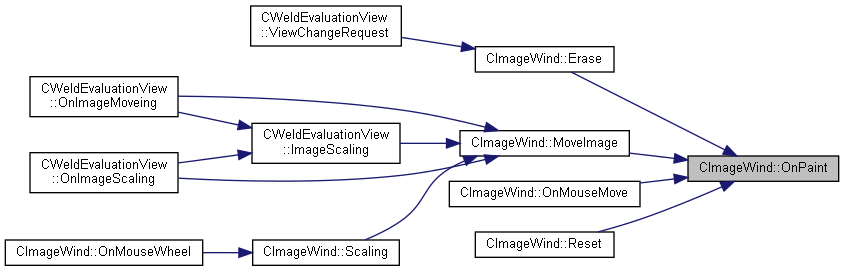 CWeldEvaluationView
::ViewChangeRequest
CImageWind::Erase
CWeldEvaluationView
::OnImageMoveing
CWeldEvaluationView
::ImageScaling
CImageWind::MoveImage
CWeldEvaluationView
::OnImageScaling
CImageWind::OnPaint
CImageWind::OnMouseMove
CImageWind::Reset
CImageWind::OnMouseWheel
CImageWind::Scaling